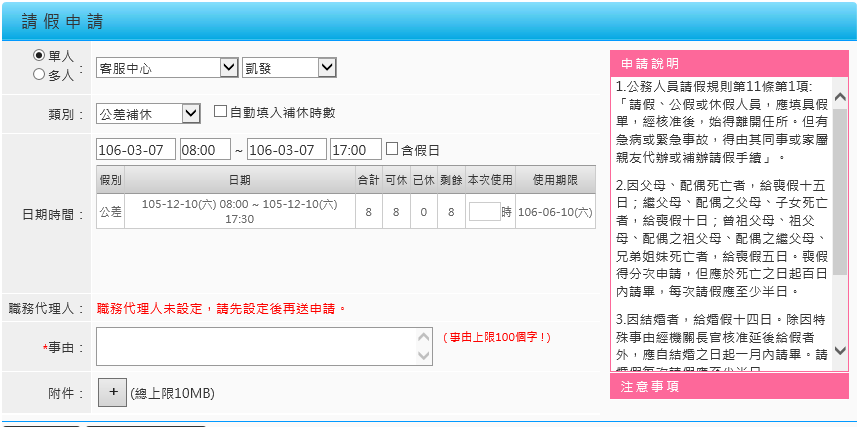 請假申請
單人
多人
：
客服中心 凱發
類別： 公差補休 自動填入補休時數
日期時間：
106-03-07 08:00 ~ 106-03-07 17:00 含假日
假別 日期 合計 可休 已休 剩餘 本次使用 使用期限
公差 105-12-10(六) 08:00 ~ 105-12-10(六) 17:30 8 8 0 8 時 106-06-10(六)
職務代理人： 職務代理人未設定，請先設定後再送申請。
*事由： (事由上限100個字!)
附件： + (總上限10MB)
申請說明
1.公務人員請假規則第11條第1項:
「請假、公假或休假人員，應填具假
單，經核准後，始得離開任所。但有
急病或緊急事故，得由其同事或家屬
親友代辦或補辦請假手續」。
2.因父母、配偶死亡者，給喪假十五
日；繼父母、配偶之父母、子女死亡
者，給喪假十日；曾祖父母、祖父
母、配偶之祖父母、配偶之繼父母、
兄弟姐妹死亡者，給喪假五日。喪假
得分次申請，但應於死亡之日起百日
內請畢，每次請假應至少半日。
3.因結婚者，給婚假十四日。除因特
殊事由經機關長官核准延後給假者
外，應自結婚之日起一月內請畢。請
婚假每次請假應至少半日
注意事項